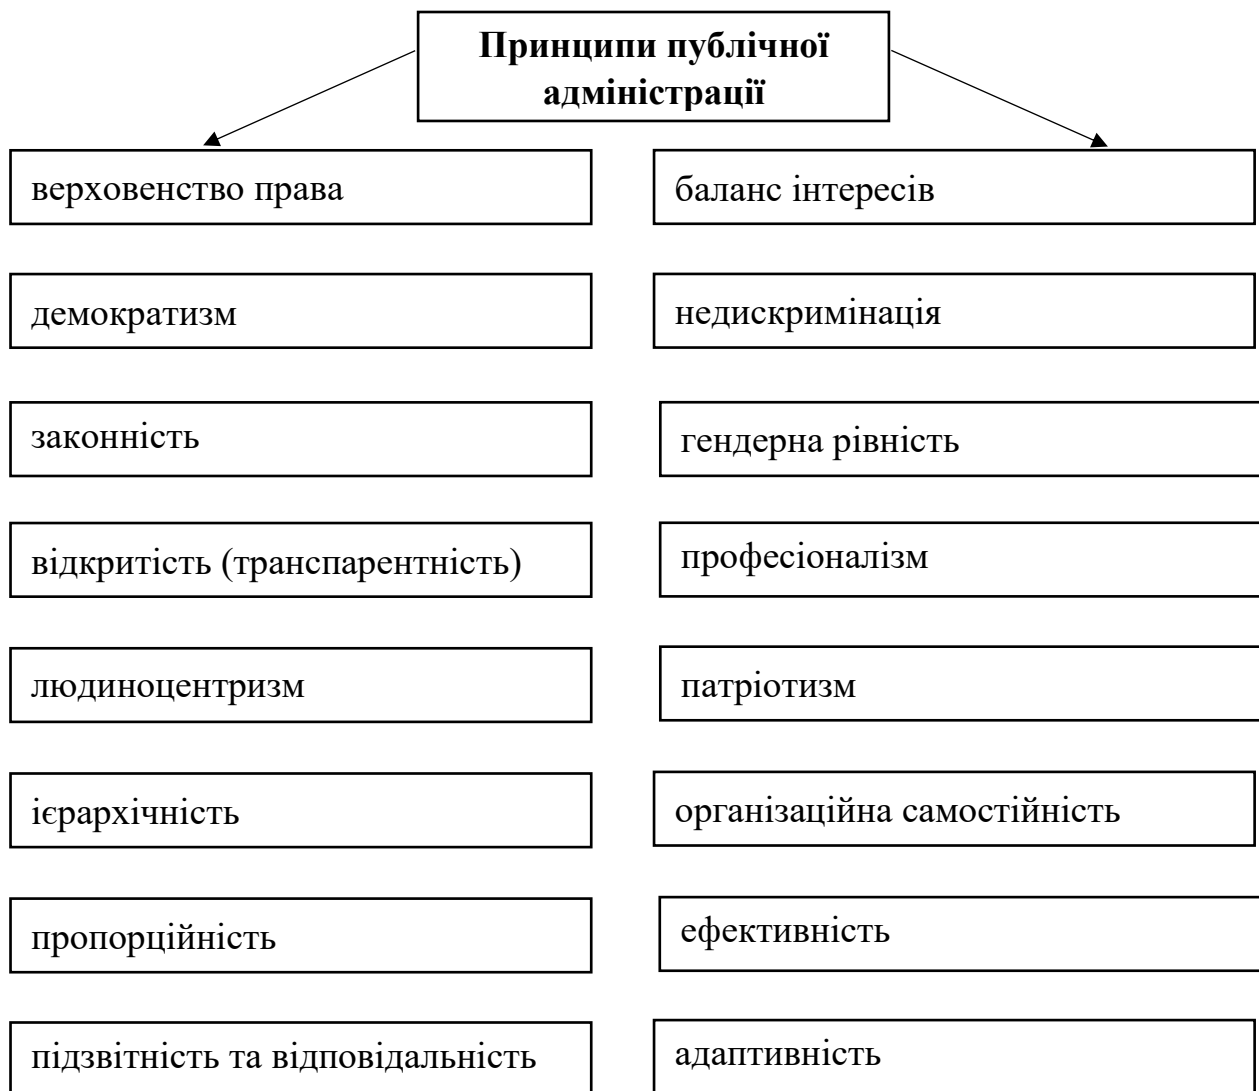 Принципи публічної
адміністрації
верховенство права
баланс інтересів
демократизм
недискримінація
законність
гендерна рівність
відкритість (транспарентність)
професіоналізм
людиноцентризм
патріотизм
ієрархічність
організаційна самостійність
пропорційність
ефективність
підзвітність та відповідальність
адаптивність